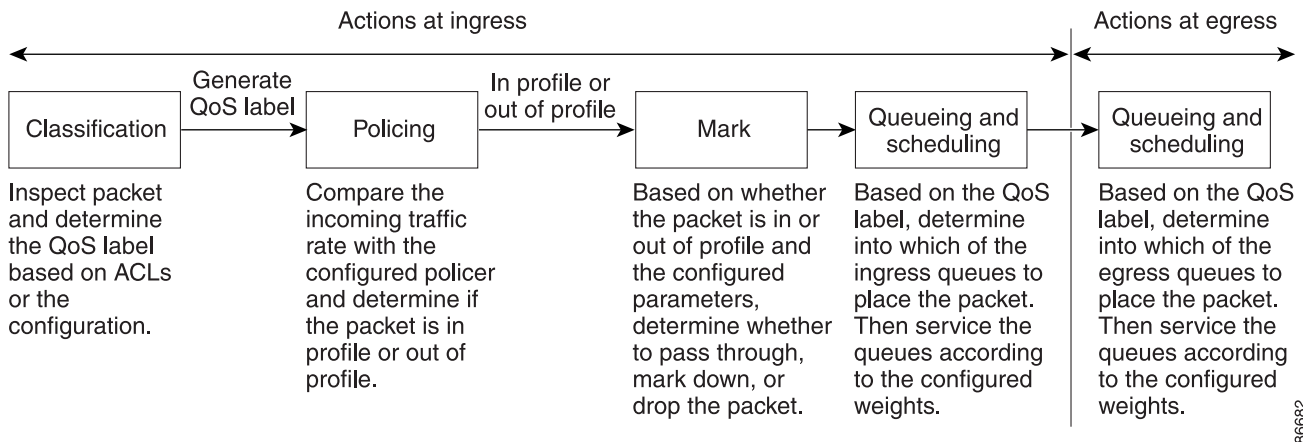 Actions at ingress
Actions at egress
Generate
QoS label
In profile or
out of profile
Classification
Policing
Mark
Queueing and
scheduling
Queueing and
scheduling
Inspect packet
and determine
the QoS label
based on ACLs
or the
configuration.
Compare the
incoming traffic
rate with the
configured policer
and determine if
the packet is in
profile or out of
profile.
Based on whether
the packet is in or
out of profile and
the configured
parameters,
determine whether
to pass through,
mark down, or
drop the packet.
Based on the QoS
label, determine
into which of the
ingress queues to
place the packet.
Then service the
queues according
to the configured
weights.
Based on the QoS
label, determine
into which of the
egress queues to
place the packet.
Then service the
queues according
to the configured
weights.
86682